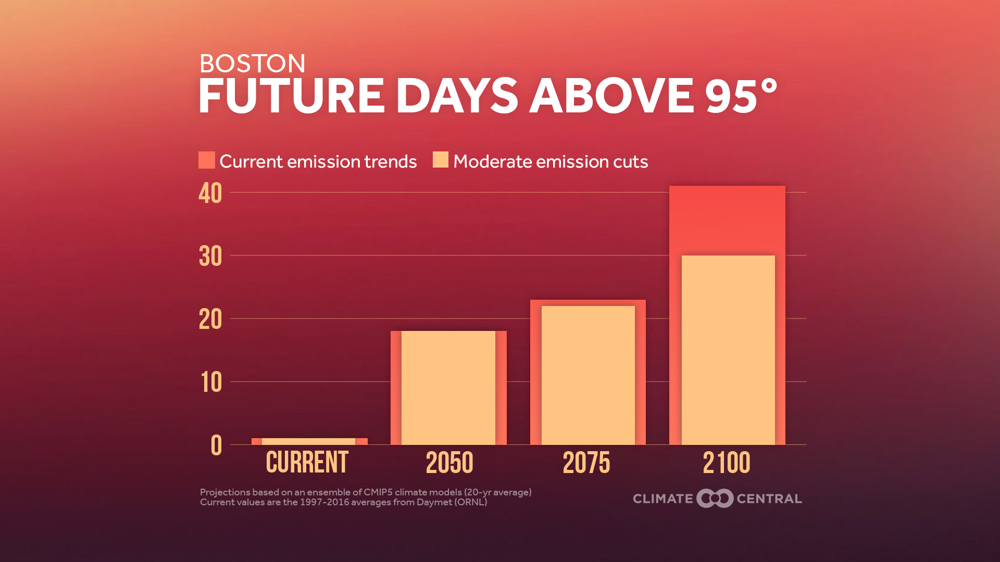 BOSTON
FUTURE DAYS ABOVE 95°
Current emission trends
Moderate emission cuts
40
30
20
10
0
CURRENT
2050
2075
2100
Projections based on an ensemble of CMIP5 climate models (20-yr average)
Current values are the 1997-2016 averages from Daymet (ORNL)
CLIMATE CENTRAL